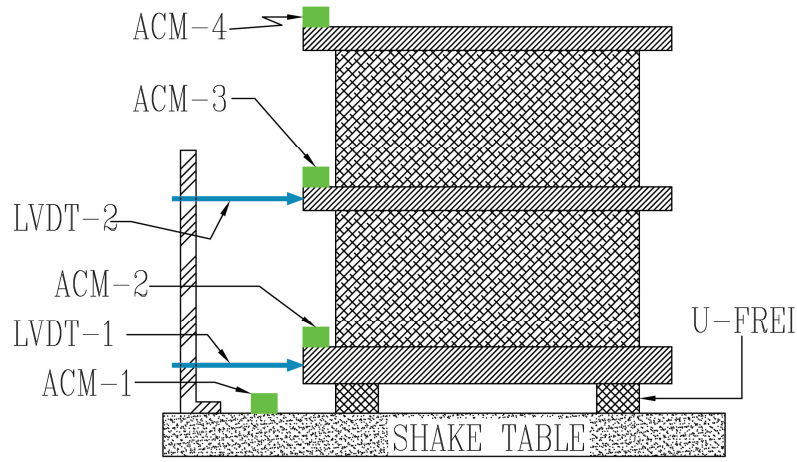 ACM-4
ACM-3
LVDT-2
ACM-2
LVDT-1
U-FREI
ACM-1
SHAKE TABLE